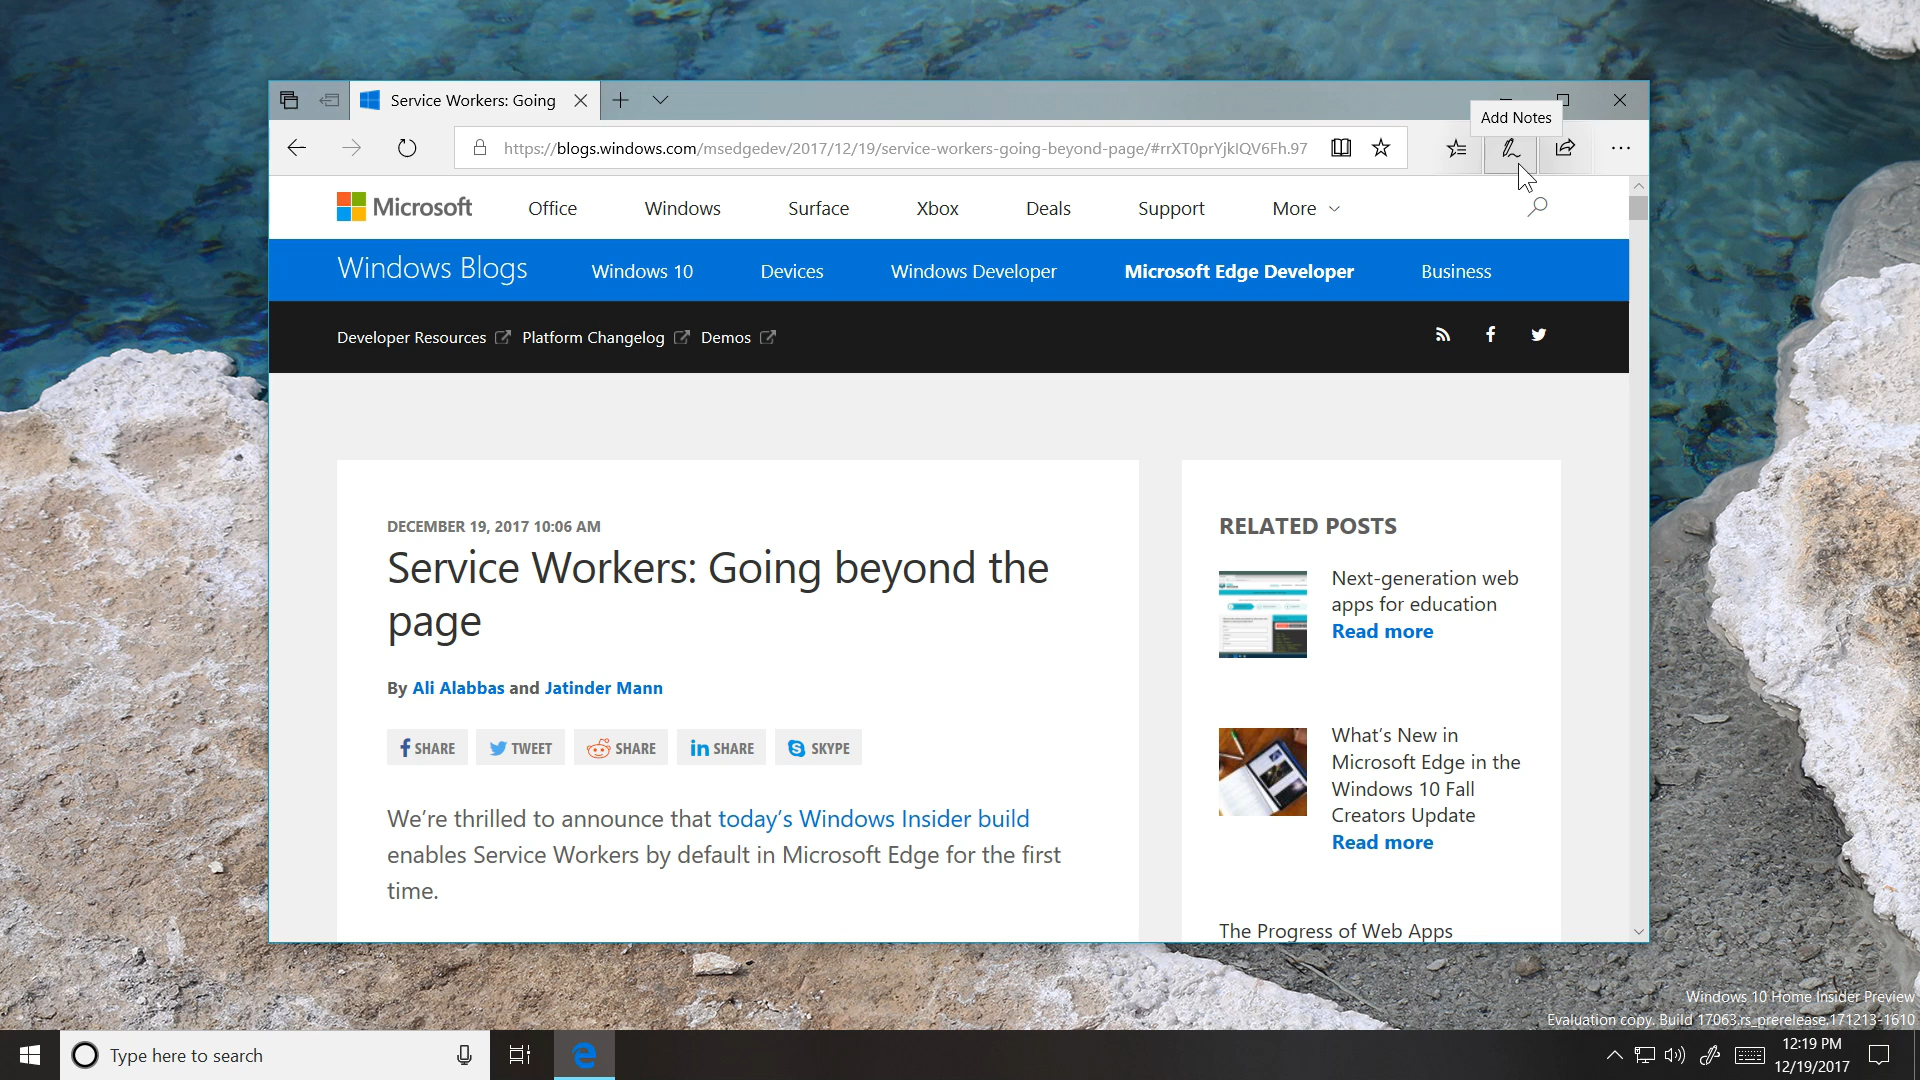 Service Workers: Going
Add Notes
https://blogs.windows.com/msedgedev/2017/12/19/service-workers-going-beyond-page/#rrXT0prYjkIQV6Fh.97
Microsoft Office Windows Surface Xbox Deals Support More
Windows Blogs Windows 10 Devices Windows Developer Microsoft Edge Developer Business
Developer Resources Platform Changelog Demos
DECEMBER 19, 2017 10:06 AM
Service Workers: Going beyond the
page
By Ali Alabbas and Jatinder Mann
SHARE TWEET SHARE SHARE SKYPE
We're thrilled to announce that today's Windows Insider build
enables Service Workers by default in Microsoft Edge for the first
time.
RELATED POSTS
Next-generation web
apps for education
Read more
What's New in
Microsoft Edge in the
Windows 10 Fall
Creators Update
Read more
The Progress of Web Apps
Windows 10 Home Insider Preview
Evaluation copy. Build 17063.rs_prerelease.171213-1610
Type here to search
12:19 PM
12/19/2017